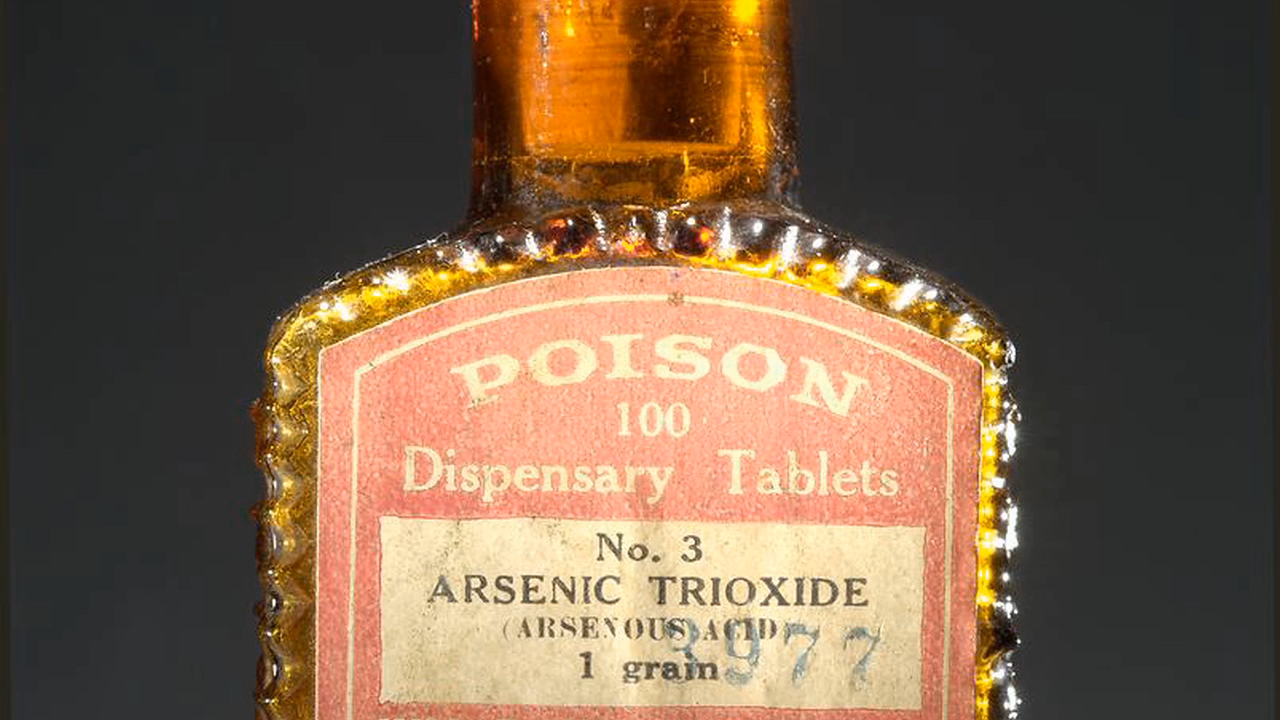 POISON
100
Dispensary Tablets
No. 3
ARSENIC TRIOXIDE
(ARSENOUS ACID)
1 grain
3977